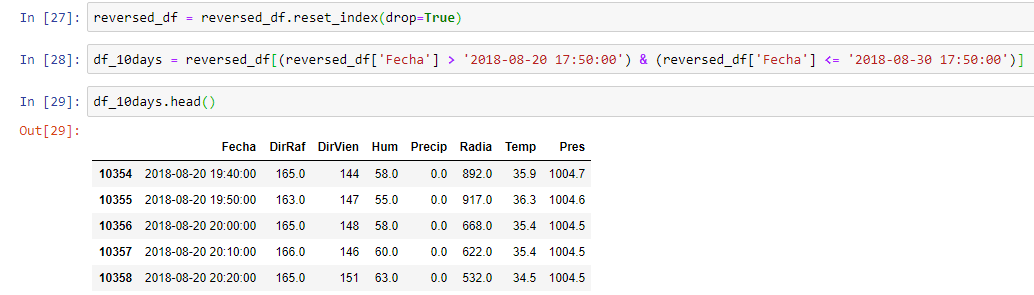 In [27]: reversed_df = reversed_df.reset_index(drop=True)
In [28]: df_10days = reversed_df[(reversed_df['Fecha'] > '2018-08-20 17:50:00') & (reversed_df['Fecha'] <= '2018-08-30 17:50:00')]
In [29]: df_10days.head()
Out[29]:
Fecha DirRaf DirVien Hum Precip Radia Temp Pres
10354 2018-08-20 19:40:00 165.0 144 58.0 0.0 892.0 35.9 1004.7
10355 2018-08-20 19:50:00 163.0 147 55.0 0.0 917.0 36.3 1004.6
10356 2018-08-20 20:00:00 165.0 148 58.0 0.0 668.0 35.4 1004.5
10357 2018-08-20 20:10:00 166.0 146 60.0 0.0 622.0 35.4 1004.5
10358 2018-08-20 20:20:00 165.0 151 63.0 0.0 532.0 34.5 1004.5